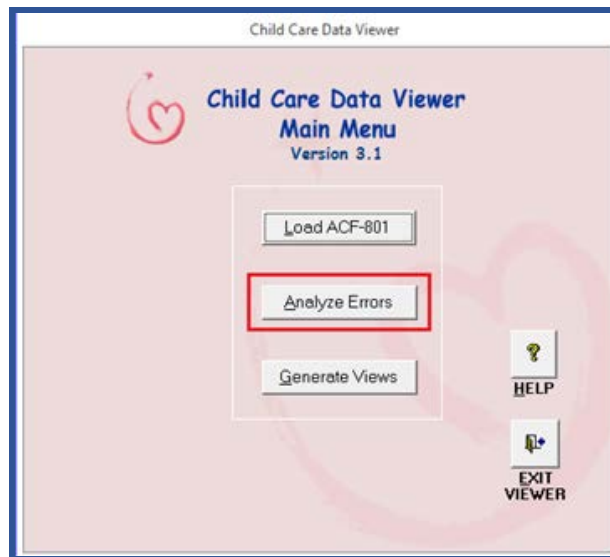 Child Care Data Viewer
Child Care Data Viewer
Main Menu
Version 3.1
Load ACF-801
Analyze Errors
Generate Views
?
HELP
EXIT
VIEWER